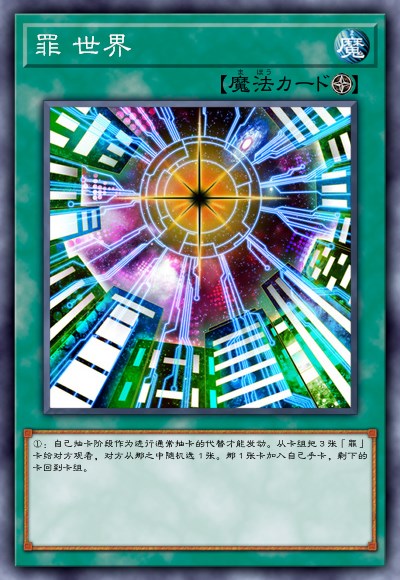 罪 世界
魔
【魔法カード】
まほう
①：自己抽卡阶段作为进行通常抽卡的代替才能发动。从卡组把３张「罪」
卡给对方观看，对方从那之中随机选１张。那１张卡加入自己手卡，剩下的
卡回到卡组。